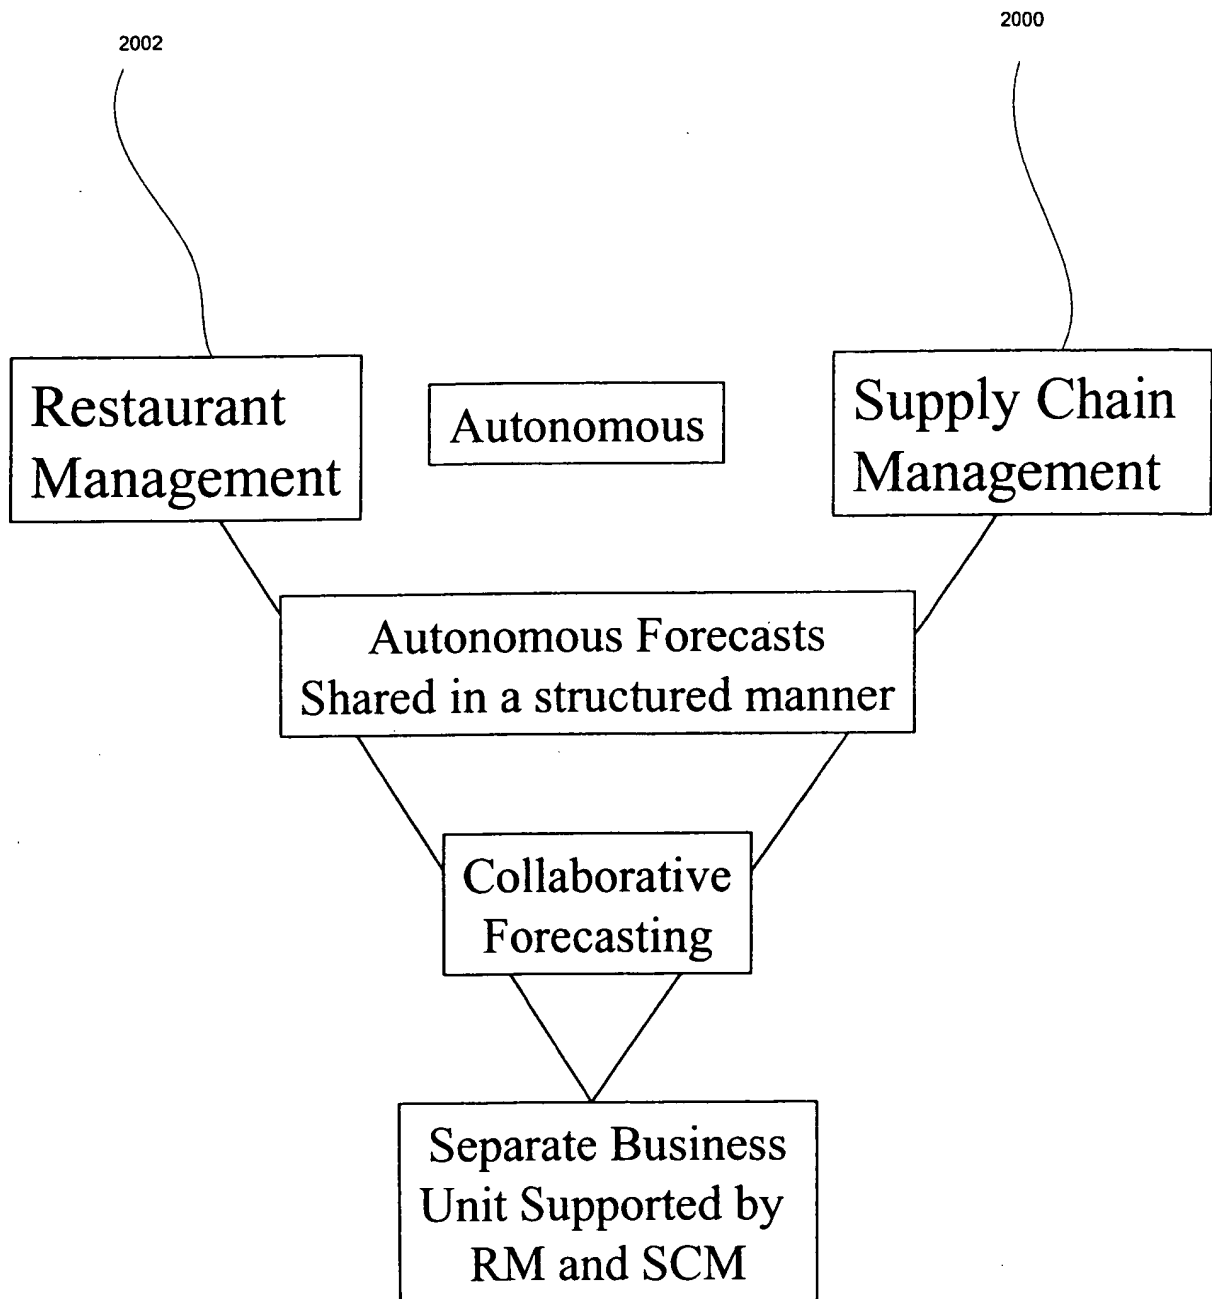 2002
2000
Restaurant
Management
Autonomous
Supply Chain
Management
Autonomous Forecasts
Shared in a structured manner
Collaborative
Forecasting
Separate Business
Unit Supported by
RM and SCM